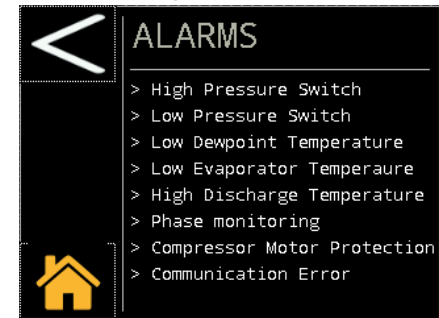 ALARMS
> High Pressure Switch
> Low Pressure Switch
> Low Dewpoint Temperature
> Low Evaporator Temperaure
> High Discharge Temperature
> Phase monitoring
> Compressor Motor Protection
> Communication Error